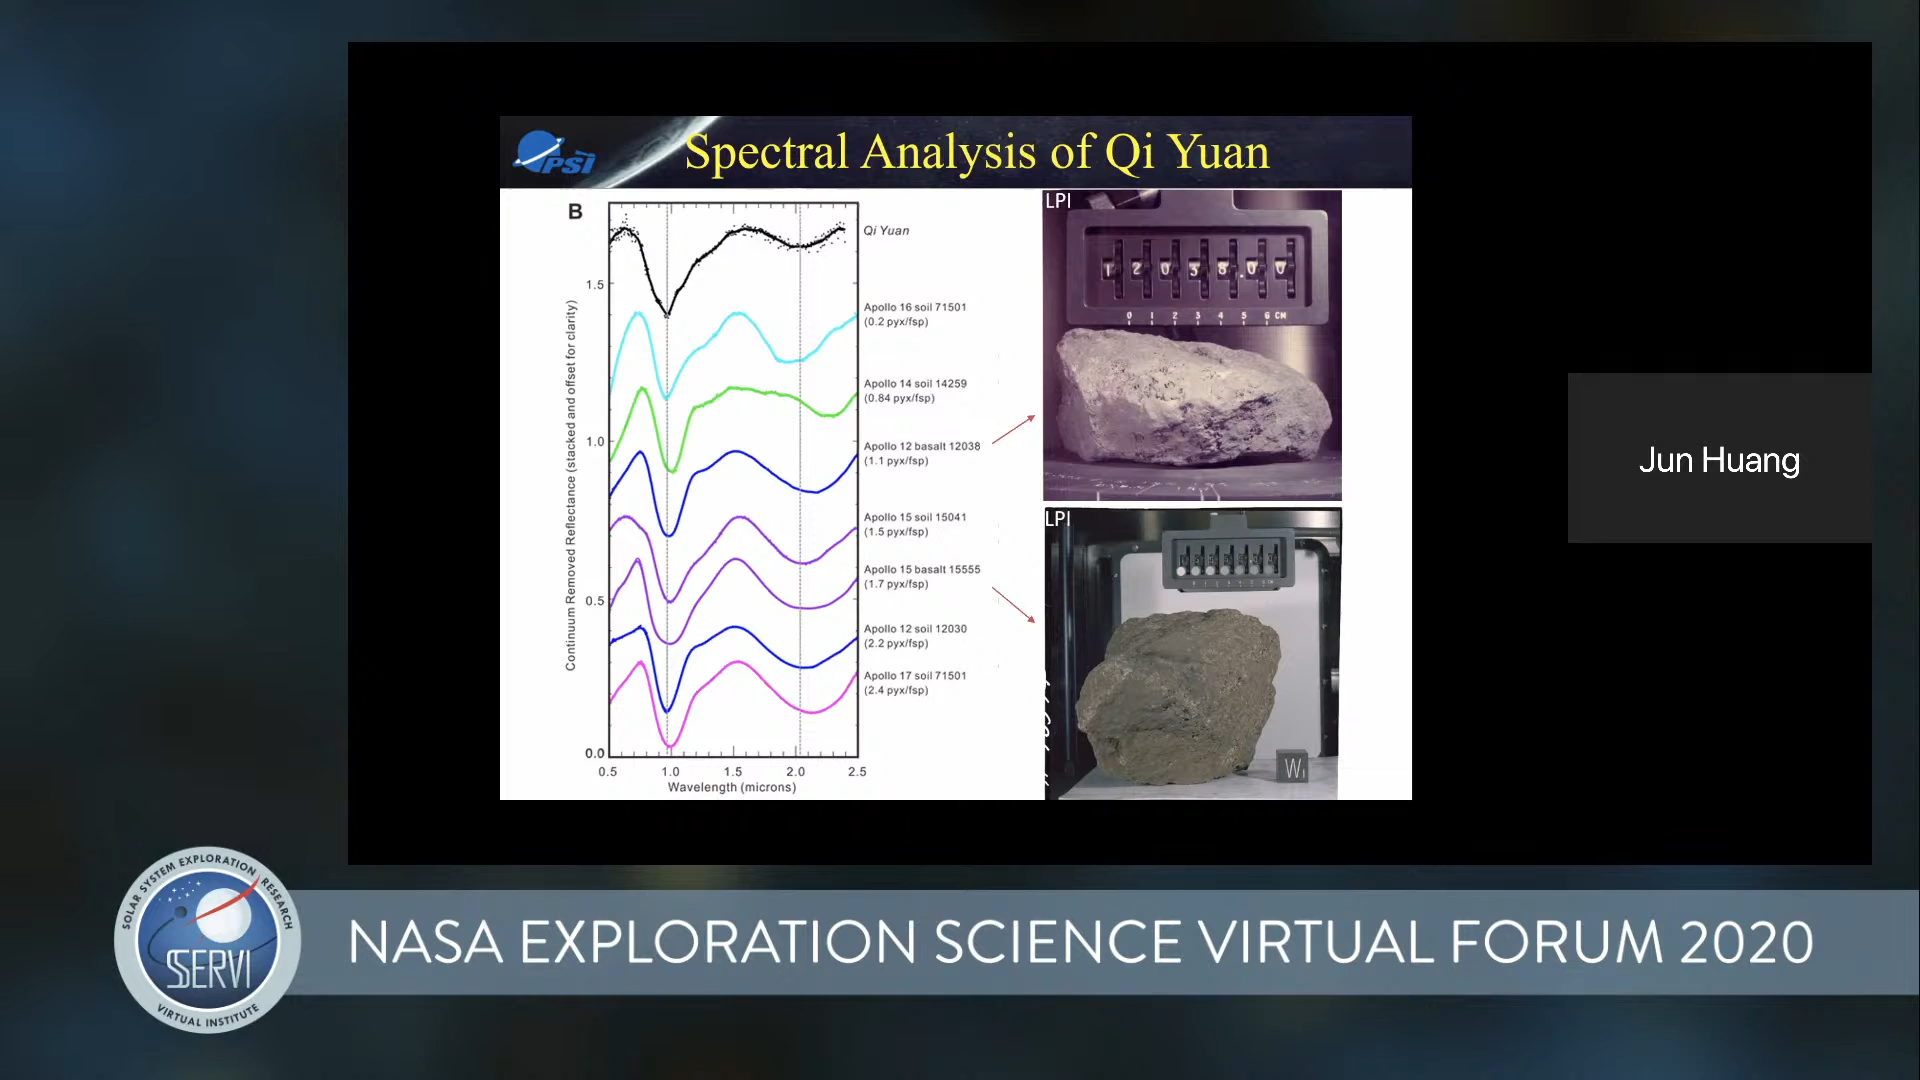 PSI
Spectral Analysis of Qi Yuan
B
Qi Yuan
Apollo 16 soil 71501
(0.2 pyx/fsp)
Apollo 14 soil 14259
(0.84 pyx/fsp)
Apollo 12 basalt 12038
(1.1 pyx/fsp)
Apollo 15 soil 15041
(1.5 pyx/fsp)
Apollo 15 basalt 15555
(1.7 pyx/fsp)
Apollo 12 soil 12030
(2.2 pyx/fsp)
Apollo 17 soil 71501
(2.4 pyx/fsp)
1.5
1.0
0.5
0.0
Continuum Removed Reflectance (stacked and offset for clarity)
0.5 1.0 1.5 2.0 2.5
Wavelength (microns)
LPI
12038.00
0 1 2 3 4 5 6 CM
LPI
W1
Jun Huang
SOLAR SYSTEM EXPLORATION RESEARCH
SSERVI
VIRTUAL INSTITUTE
NASA EXPLORATION SCIENCE VIRTUAL FORUM 2020